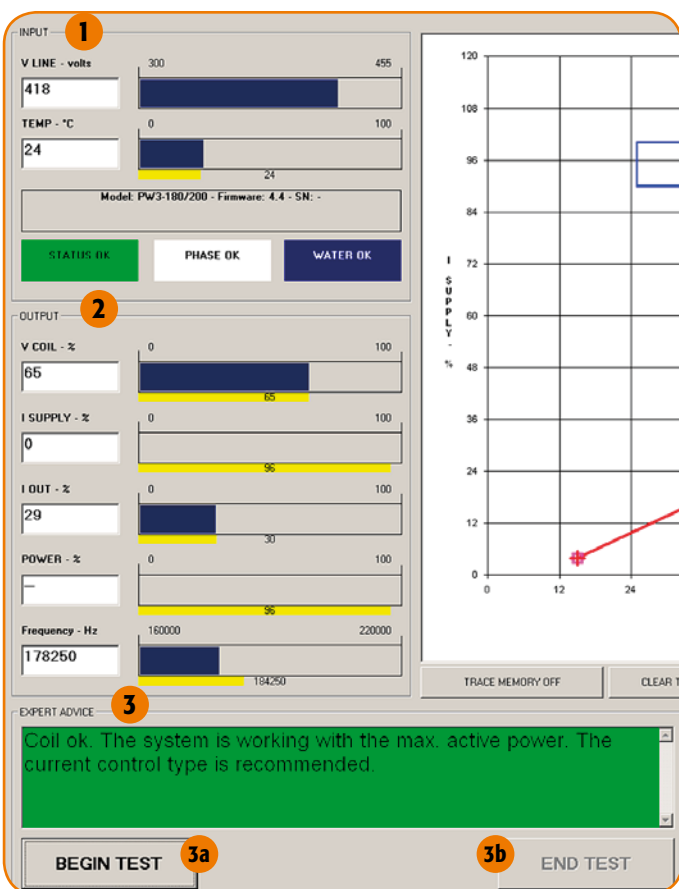 INPUT
1
V LINE - volts
300 455
418
TEMP - °C
0 100
24
24
Model: PW3-180/200 - Firmware: 4.4 - SN: -
STATUS OK PHASE OK WATER OK
OUTPUT
2
V COIL - %
0 100
65
65
I SUPPLY - %
0 100
0
96
I OUT - %
0 100
29
30
POWER - %
0 100
—
96
Frequency - Hz
160000 220000
178250
184250
120
108
96
84
72
60
48
36
24
12
0
I SUPPLY - %
0 12 24
TRACE MEMORY OFF CLEAR T
EXPERT ADVICE
3
Coil ok. The system is working with the max. active power. The
current control type is recommended.
BEGIN TEST 3a
3b END TEST